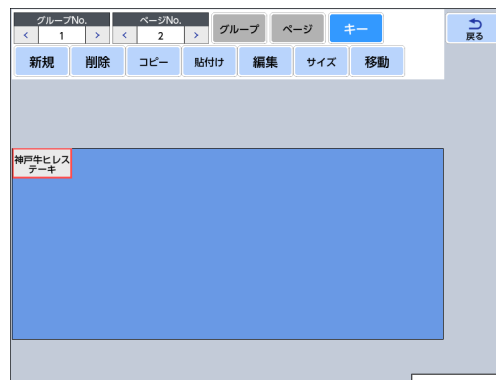 グループNo.
ページNo.
< 1 >
< 2 >
グループ
ページ
キー
戻る
新規
削除
コピー
貼付け
編集
サイズ
移動
神戸牛ヒレス
テーキ